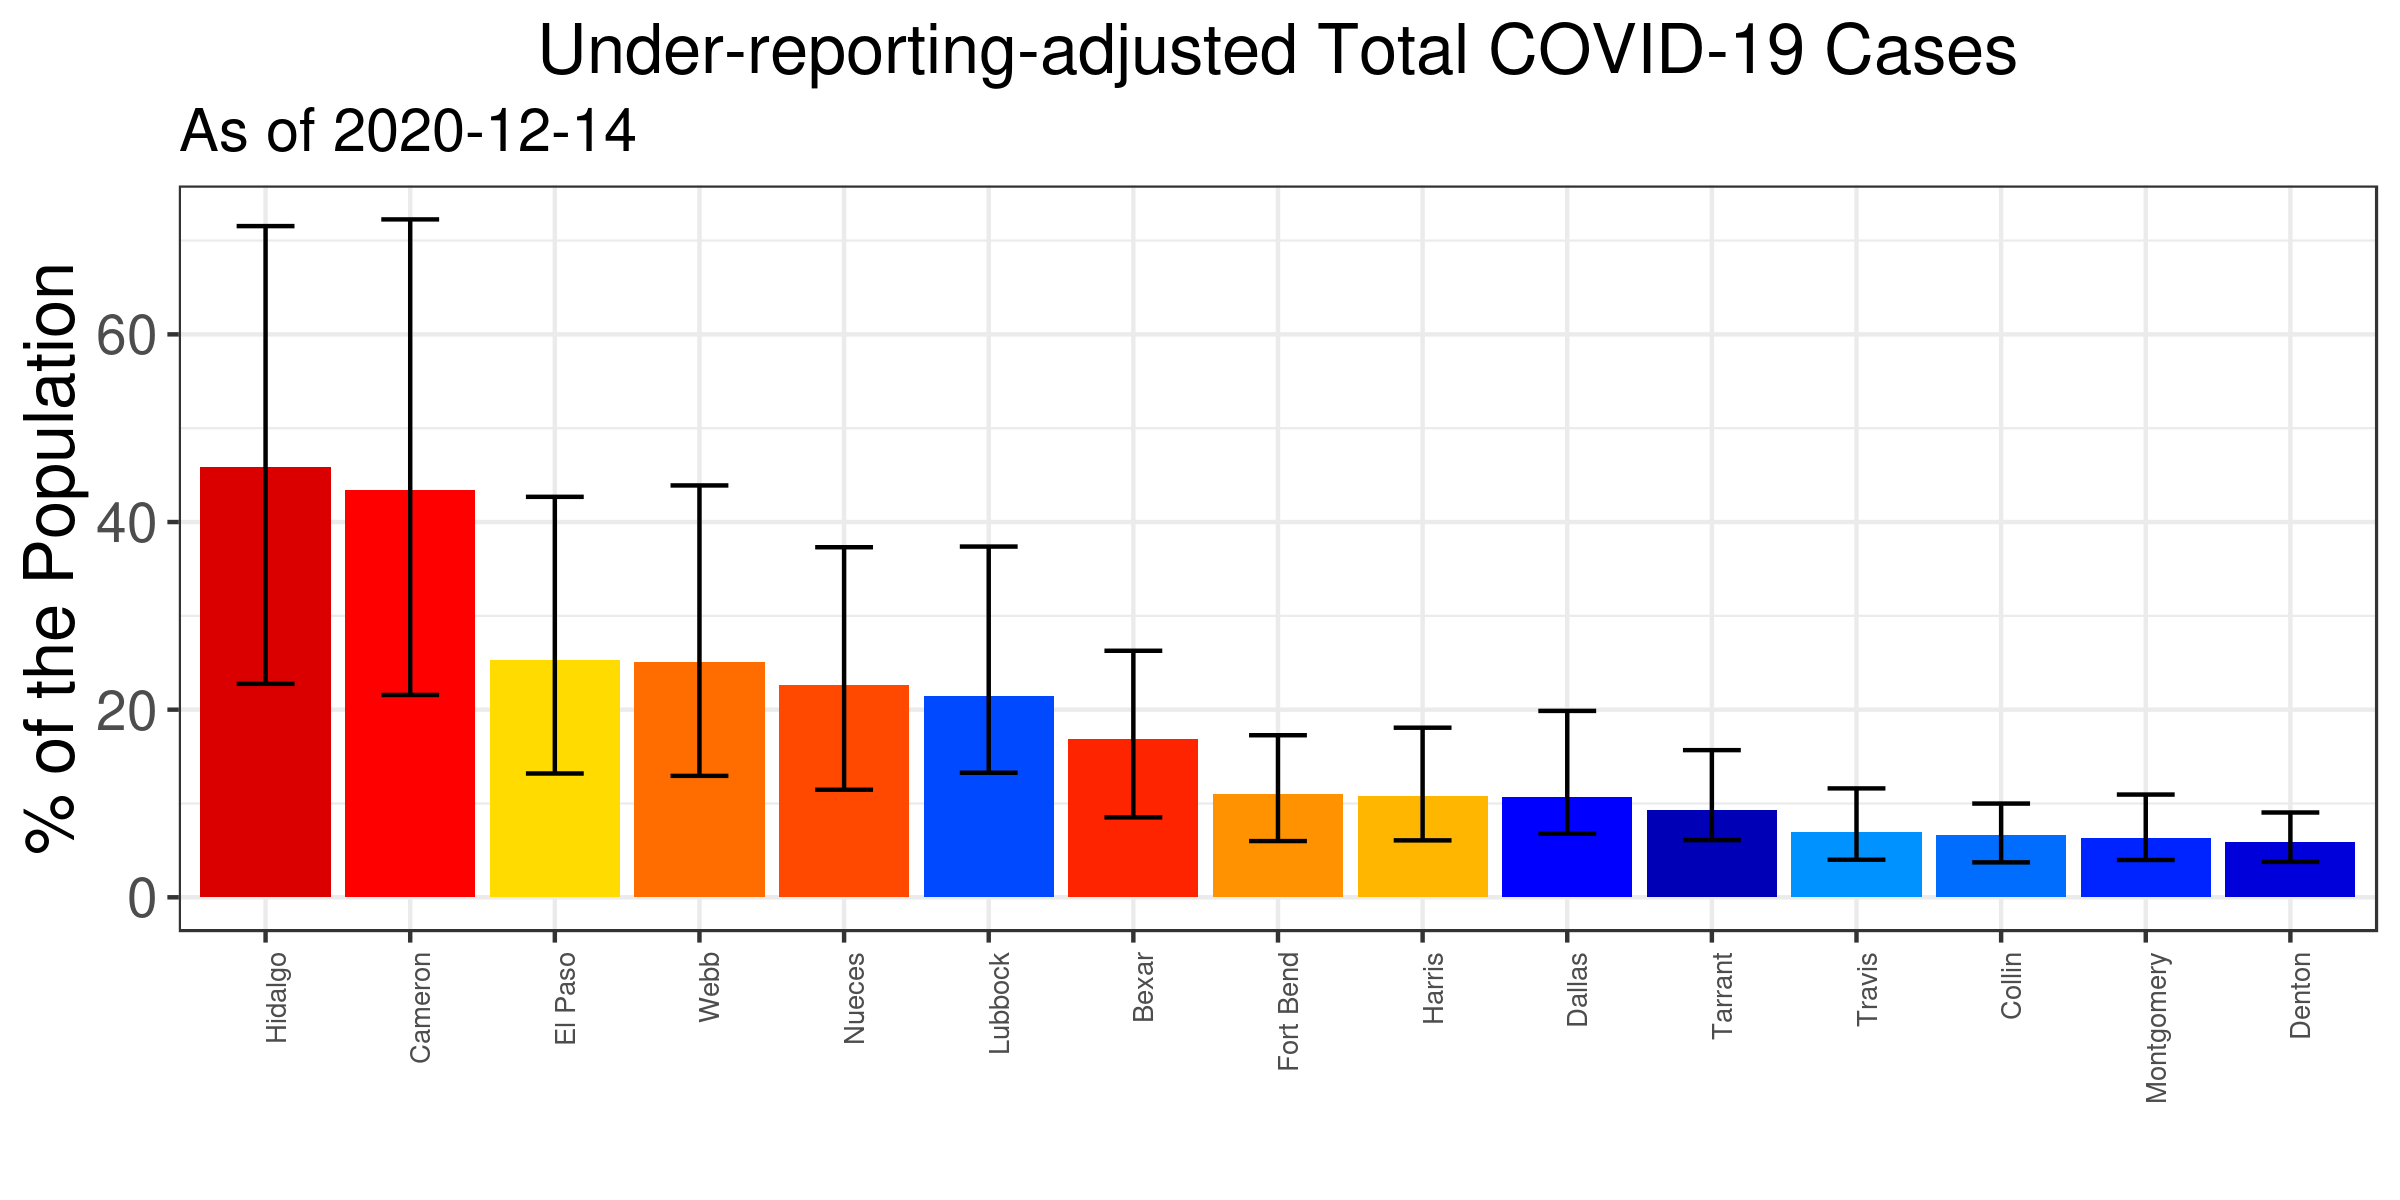 Under-reporting-adjusted Total COVID-19 Cases
As of 2020-12-14
% of the Population
60
40
20
0
Hidalgo
Cameron
El Paso
Webb
Nueces
Lubbock
Bexar
Fort Bend
Harris
Dallas
Tarrant
Travis
Collin
Montgomery
Denton